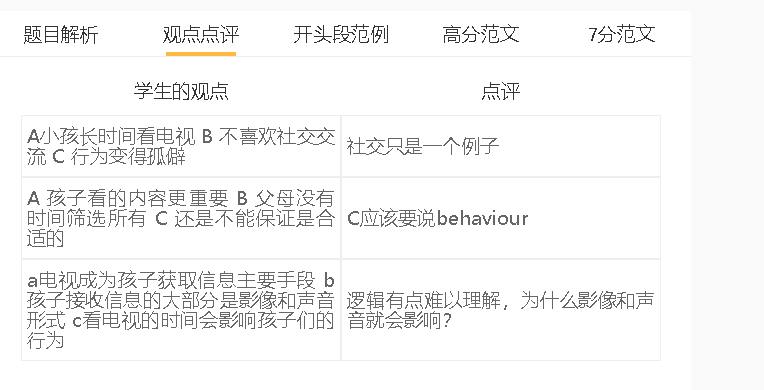 题目解析 观点点评 开头段范例 高分范文 7分范文
学生的观点 点评
A小孩长时间看电视 B 不喜欢社交交
流 C 行为变得孤僻
社交只是一个例子
A 孩子看的内容更重要 B 父母没有
时间筛选所有 C 还是不能保证是合
适的
C应该要说behaviour
a电视成为孩子获取信息主要手段 b
孩子接收信息的大部分是影像和声音
形式 c看电视的时间会影响孩子们的
行为
逻辑有点难以理解，为什么影像和声
音就会影响？